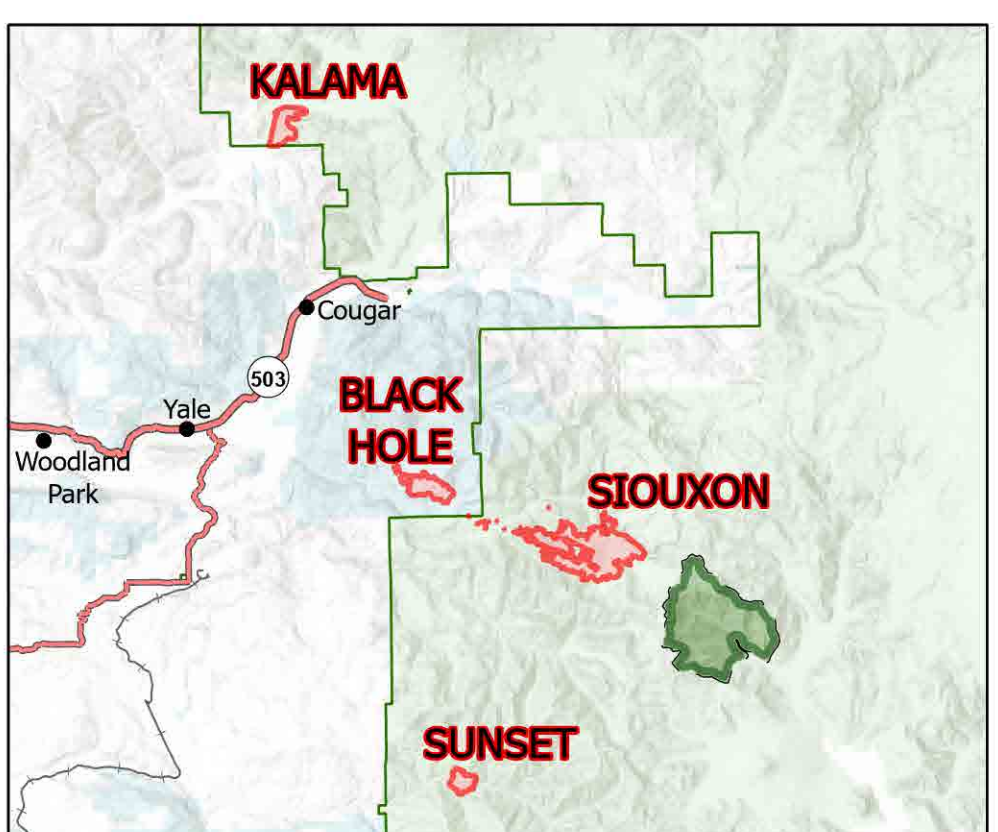 KALAMA
Cougar
503
BLACK
HOLE
Yale
Woodland
Park
SIOUXON
SUNSET